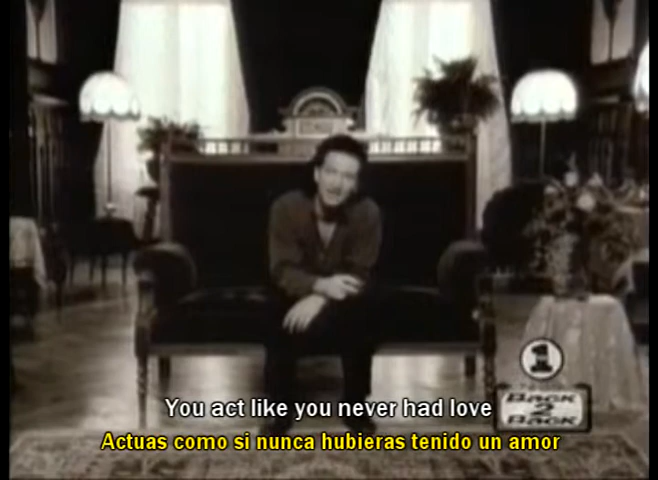 1
BACK
2
BACK
You act like you never had love
Actuas como si nunca hubieras tenido un amor